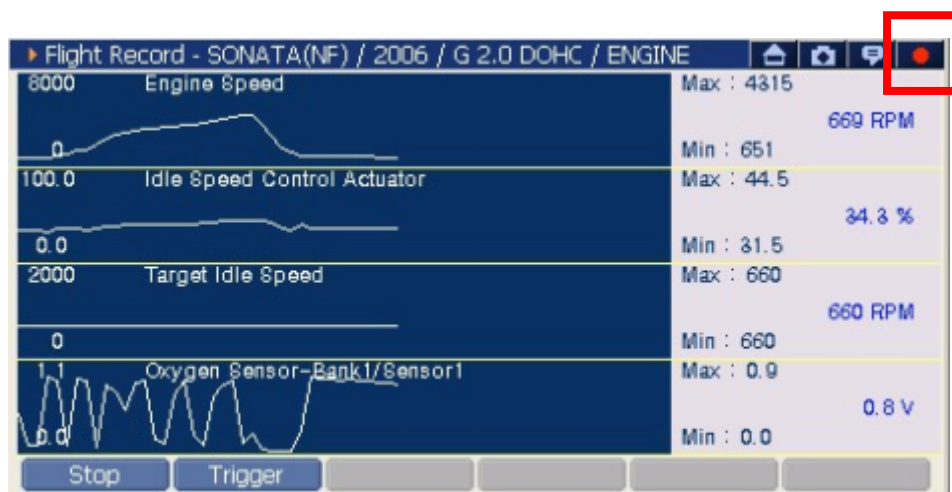 Flight Record - SONATA(NF) / 2006 / G 2.0 DOHC / ENGINE
8000 Engine Speed Max : 4315
669 RPM
0 Min : 651
100.0 Idle Speed Control Actuator Max : 44.5
34.3 %
0.0 Min : 31.5
2000 Target Idle Speed Max : 660
660 RPM
0 Min : 660
1.1 Oxygen Sensor-Bank1/Sensor1 Max : 0.9
0.8 V
0.0 Min : 0.0
Stop Trigger